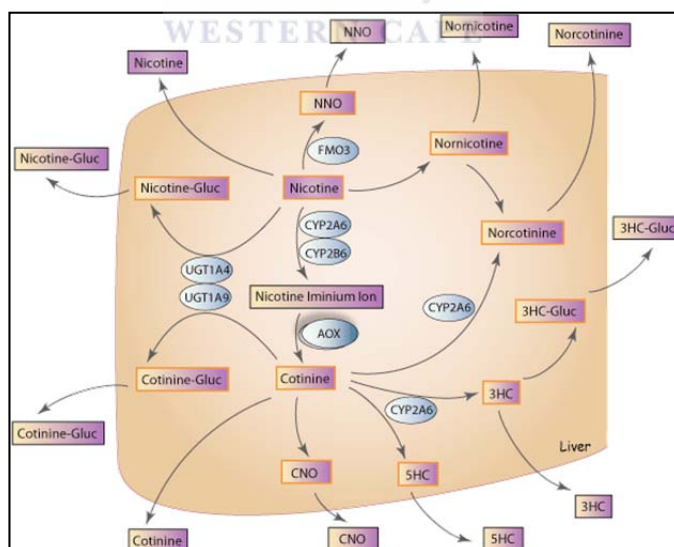 WESTERN CAPE
NNO
Nornicotine
Norcotinine
Nicotine
NNO
FMO3
Nornicotine
Nicotine-Gluc
Nicotine-Gluc
Nicotine
CYP2A6
CYP2B6
Norcotinine
3HC-Gluc
UGT1A4
UGT1A9
Nicotine Iminium Ion
CYP2A6
3HC-Gluc
AOX
Cotinine-Gluc
Cotinine
CYP2A6
3HC
Cotinine-Gluc
Liver
CNO
5HC
3HC
Cotinine
CNO
5HC